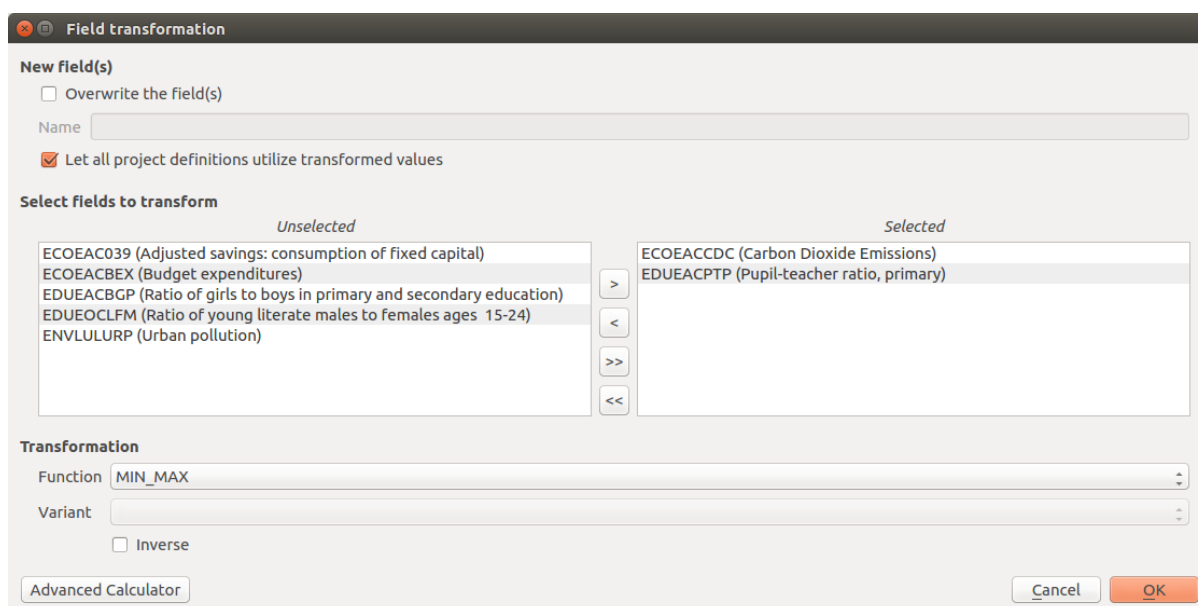 Field transformation
New field(s)
Overwrite the field(s)
Name
Let all project definitions utilize transformed values
Select fields to transform
Unselected
Selected
ECOEAC039 (Adjusted savings: consumption of fixed capital)
ECOEACBEX (Budget expenditures)
EDUEACBGP (Ratio of girls to boys in primary and secondary education)
EDUEOCLFM (Ratio of young literate males to females ages  15-24)
ENVLULURP (Urban pollution)
>
<
>>
<<
ECOEACCDC (Carbon Dioxide Emissions)
EDUEACPTP (Pupil-teacher ratio, primary)
Transformation
Function MIN_MAX
Variant
Inverse
Advanced Calculator
Cancel
OK